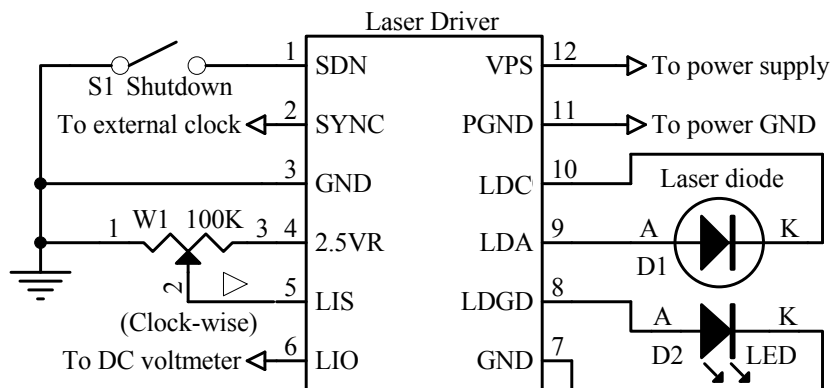 Laser Driver
1 SDN VPS 12 To power supply
S1 Shutdown
To external clock 2 SYNC PGND 11 To power GND
3 GND LDC 10 Laser diode
1 W1 100K 3 4 2.5VR LDA 9 A D1 K
2 5 LIS LDGD 8 A K
(Clock-wise) D2 LED
To DC voltmeter 6 LIO GND 7